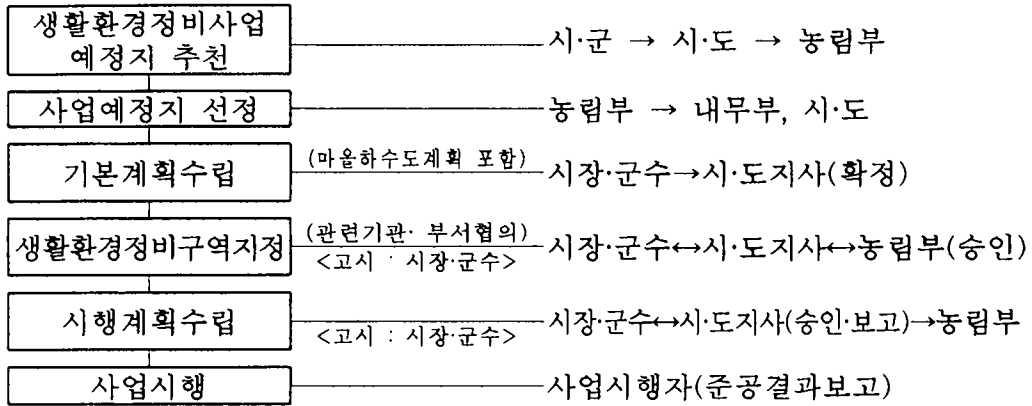 생활환경정비사업
예정지 추천
시·군 → 시·도 → 농림부
사업예정지 선정
농림부 → 내무부, 시·도
기본계획수립
(마을하수도계획 포함)
시장·군수→시·도지사(확정)
생활환경정비구역지정
(관련기관· 부서협의)
<고시 : 시장·군수>
시장·군수↔시·도지사↔농림부(승인)
시행계획수립
<고시 : 시장·군수>
시장·군수↔시·도지사(승인·보고)→농림부
사업시행
사업시행자(준공결과보고)